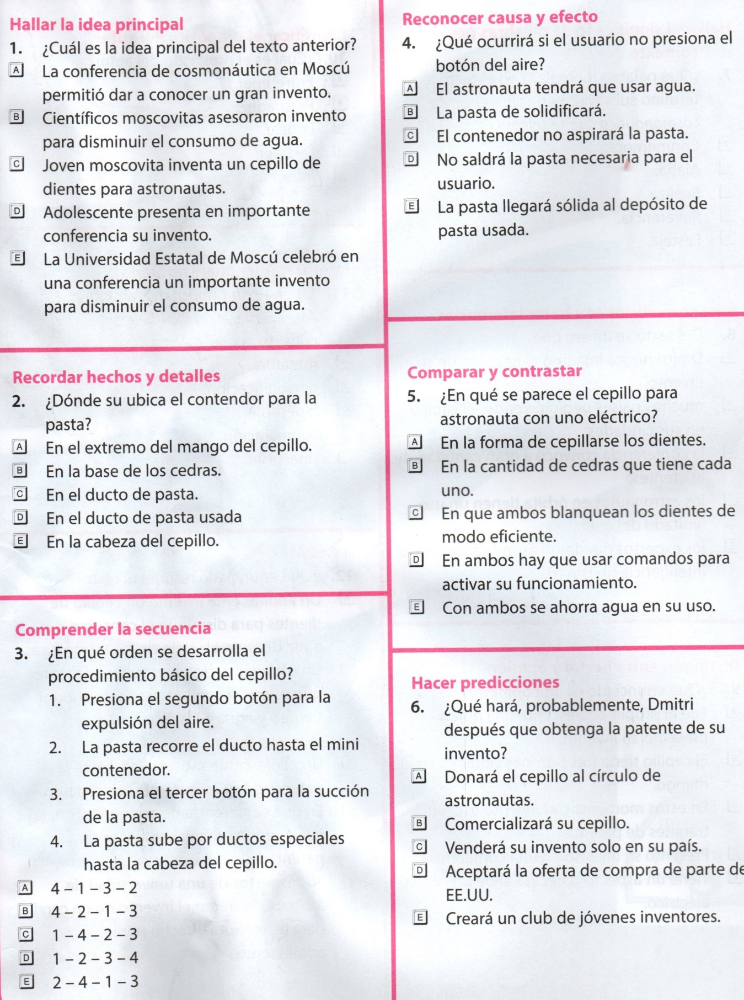 Hallar la idea principal
1. ¿Cuál es la idea principal del texto anterior?
A La conferencia de cosmonáutica en Moscú
permitió dar a conocer un gran invento.
B Científicos moscovitas asesoraron invento
para disminuir el consumo de agua.
C Joven moscovita inventa un cepillo de
dientes para astronautas.
D Adolescente presenta en importante
conferencia su invento.
E La Universidad Estatal de Moscú celebró en
una conferencia un importante invento
para disminuir el consumo de agua.
Recordar hechos y detalles
2. ¿Dónde su ubica el contendor para la
pasta?
A En el extremo del mango del cepillo.
B En la base de los cedras.
C En el ducto de pasta.
D En el ducto de pasta usada
E En la cabeza del cepillo.
Comprender la secuencia
3. ¿En qué orden se desarrolla el
procedimiento básico del cepillo?
1. Presiona el segundo botón para la
expulsión del aire.
2. La pasta recorre el ducto hasta el mini
contenedor.
3. Presiona el tercer botón para la succión
de la pasta.
4. La pasta sube por ductos especiales
hasta la cabeza del cepillo.
A 4 – 1 – 3 – 2
B 4 – 2 – 1 – 3
C 1 – 4 – 2 – 3
D 1 – 2 – 3 – 4
E 2 – 4 – 1 – 3
Reconocer causa y efecto
4. ¿Qué ocurrirá si el usuario no presiona el
botón del aire?
A El astronauta tendrá que usar agua.
B La pasta de solidificará.
C El contenedor no aspirará la pasta.
D No saldrá la pasta necesaria para el
usuario.
E La pasta llegará sólida al depósito de
pasta usada.
Comparar y contrastar
5. ¿En qué se parece el cepillo para
astronauta con uno eléctrico?
A En la forma de cepillarse los dientes.
B En la cantidad de cedras que tiene cada
uno.
C En que ambos blanquean los dientes de
modo eficiente.
D En ambos hay que usar comandos para
activar su funcionamiento.
E Con ambos se ahorra agua en su uso.
Hacer predicciones
6. ¿Qué hará, probablemente, Dmitri
después que obtenga la patente de su
invento?
A Donará el cepillo al círculo de
astronautas.
B Comercializará su cepillo.
C Venderá su invento solo en su país.
D Aceptará la oferta de compra de parte de
EE.UU.
E Creará un club de jóvenes inventores.